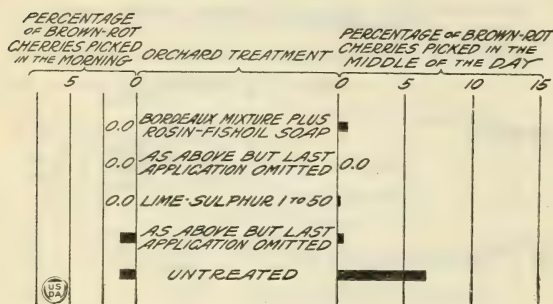 PERCENTAGE
OF BROWN-ROT
CHERRIES PICKED
IN THE MORNING
ORCHARD TREATMENT
PERCENTAGE OF BROWN-ROT
CHERRIES PICKED IN THE
MIDDLE OF THE DAY
5 0 0 5 10 15
0.0 BORDEAUX MIXTURE PLUS
ROSIN-FISHOIL SOAP
0.0 AS ABOVE BUT LAST
APPLICATION OMITTED 0.0
0.0 LIME-SULPHUR 1 TO 50
AS ABOVE BUT LAST
APPLICATION OMITTED
UNTREATED
US
DA